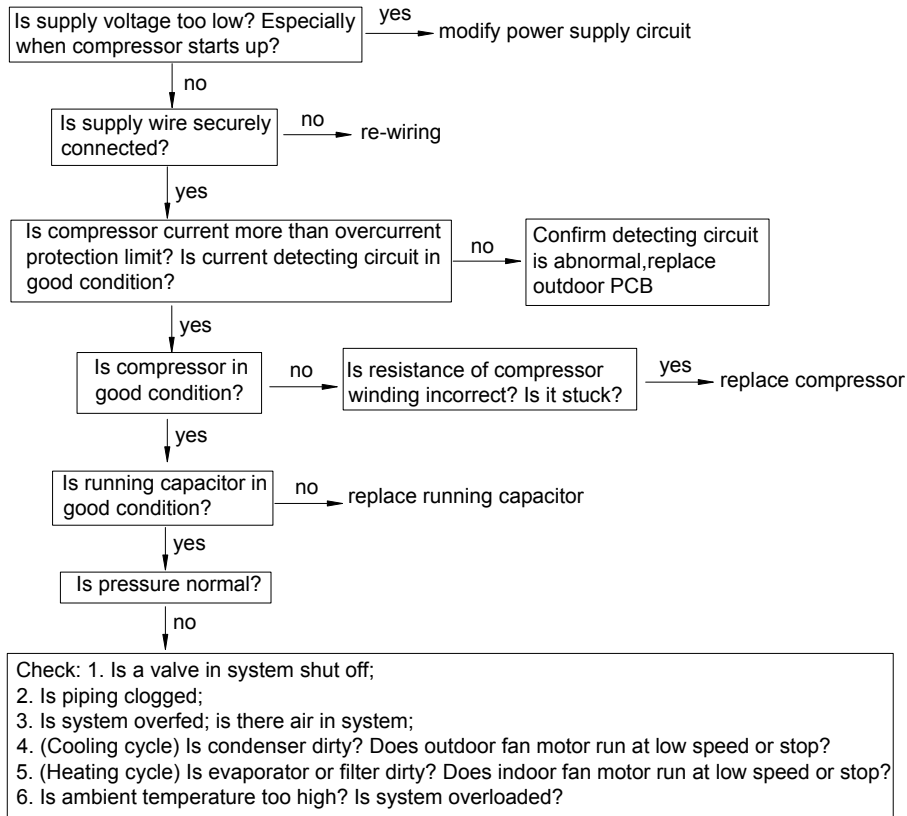 Is supply voltage too low? Especially
when compressor starts up?
yes
modify power supply circuit
no
Is supply wire securely
connected?
no
re-wiring
yes
Is compressor current more than overcurrent
protection limit? Is current detecting circuit in
good condition?
no
Confirm detecting circuit
is abnormal,replace
outdoor PCB
yes
Is compressor in
good condition?
no
Is resistance of compressor
winding incorrect? Is it stuck?
yes
replace compressor
yes
Is running capacitor in
good condition?
no
replace running capacitor
yes
Is pressure normal?
no
Check: 1. Is a valve in system shut off;
2. Is piping clogged;
3. Is system overfed; is there air in system;
4. (Cooling cycle) Is condenser dirty? Does outdoor fan motor run at low speed or stop?
5. (Heating cycle) Is evaporator or filter dirty? Does indoor fan motor run at low speed or stop?
6. Is ambient temperature too high? Is system overloaded?